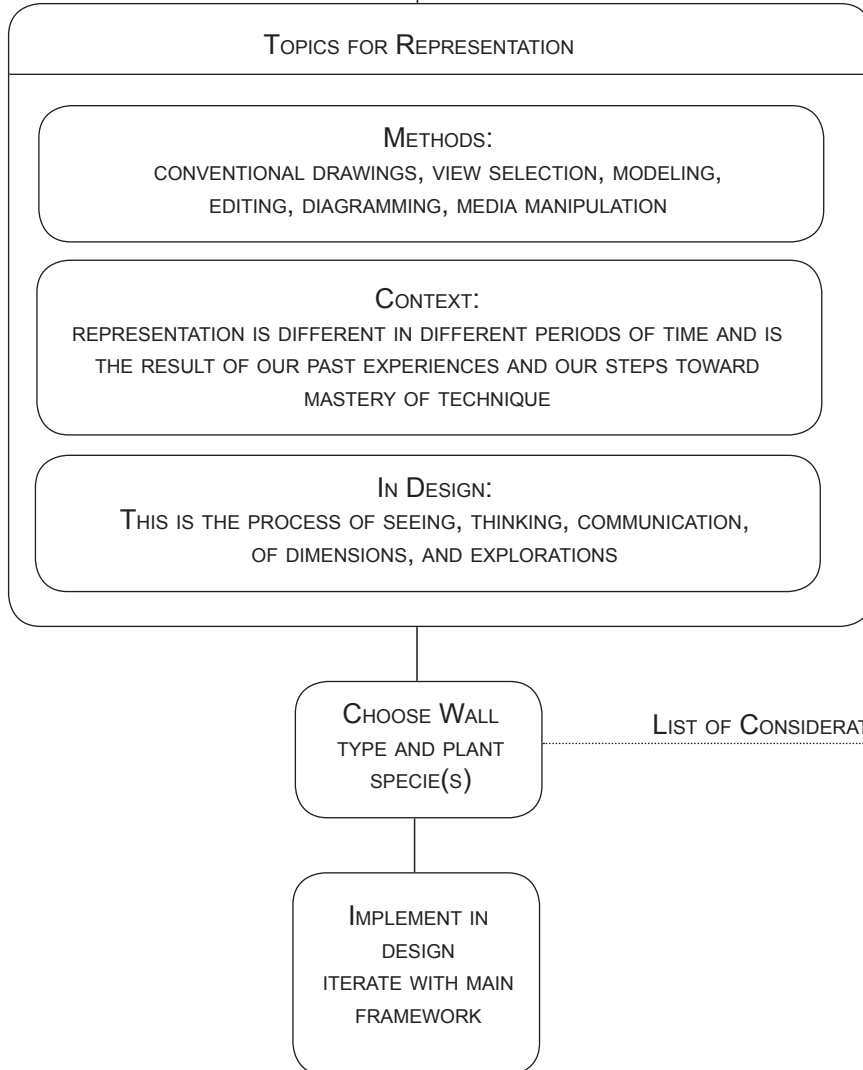 Topics for Representation
Methods:
conventional drawings, view selection, modeling,
editing, diagramming, media manipulation
Context:
representation is different in different periods of time and is
the result of our past experiences and our steps toward
mastery of technique
In Design:
This is the process of seeing, thinking, communication,
of dimensions, and explorations
Choose Wall
type and plant
specie(s)
List of Considerat
Implement in
design
iterate with main
framework